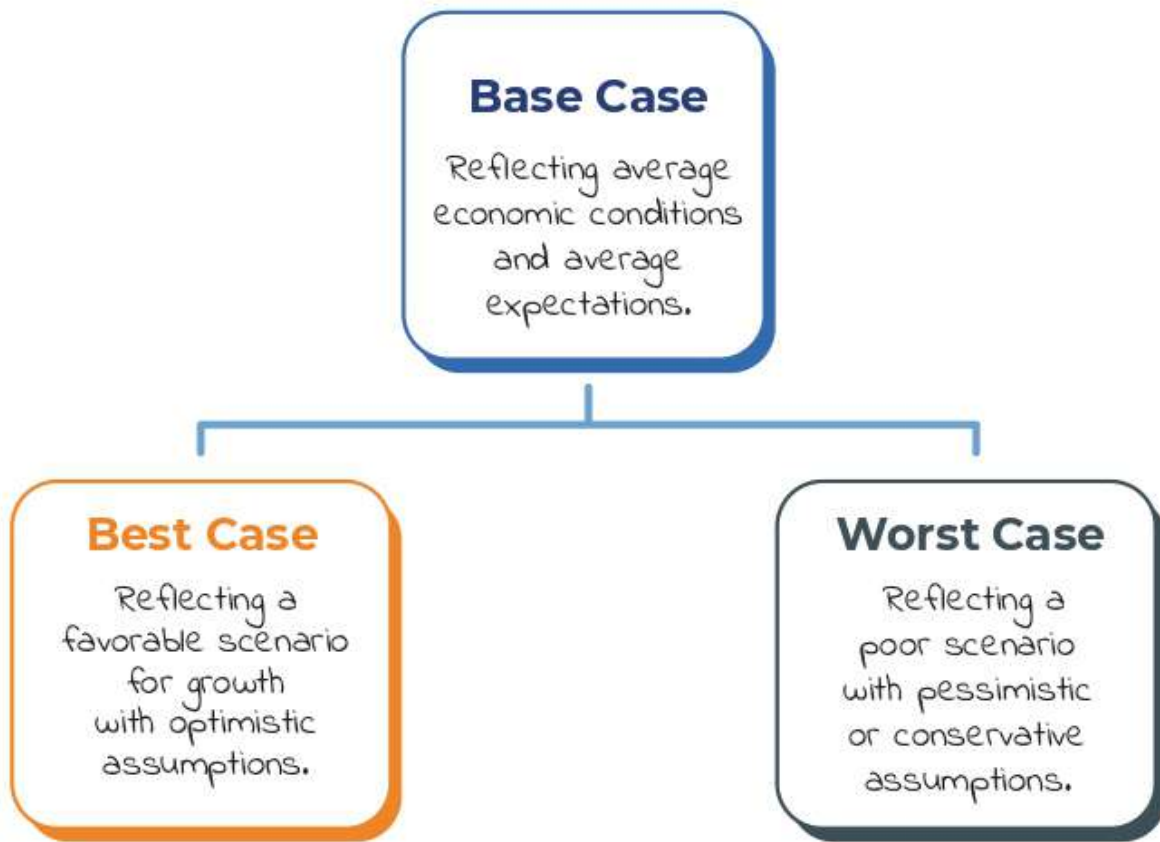 Base Case
Reflecting average
economic conditions
and average
expectations.
Best Case
Reflecting a
favorable scenario
for growth
with optimistic
assumptions.
Worst Case
Reflecting a
poor scenario
with pessimistic
or conservative
assumptions.